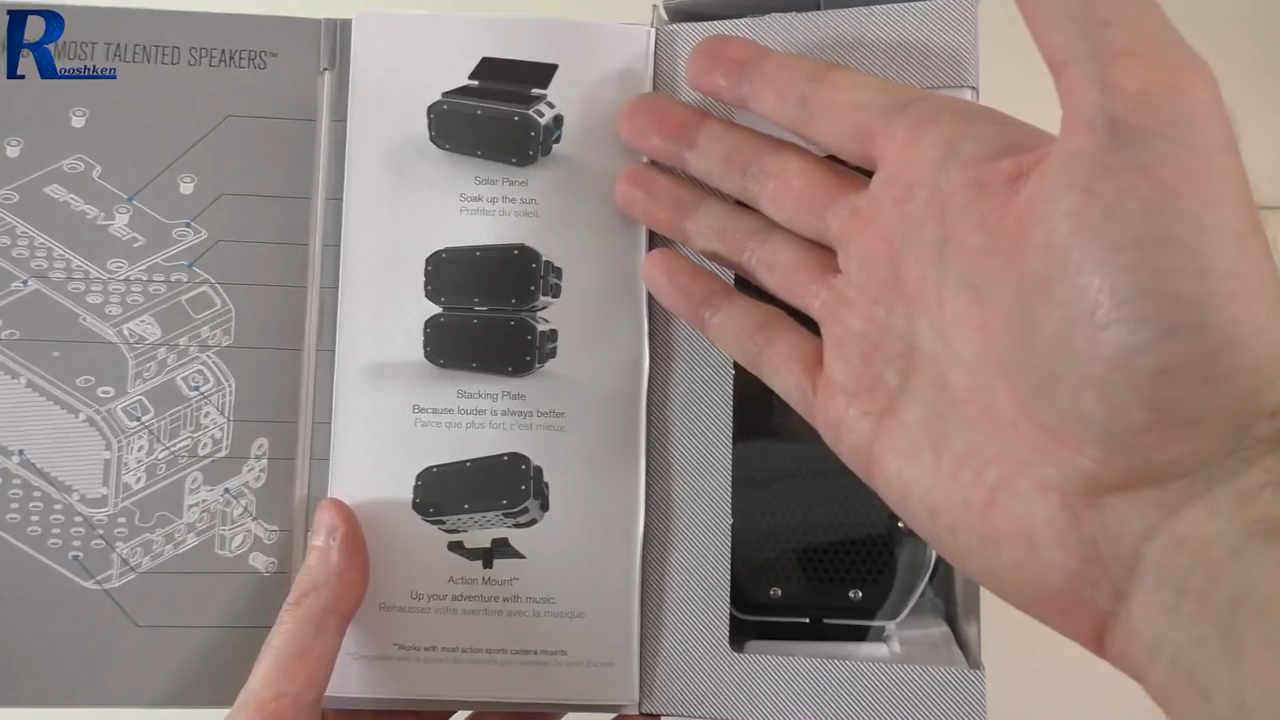 Rooshken
MOST TALENTED SPEAKERS™
BRAVEN
Solar Panel
Soak up the sun.
Profitez du soleil.
Stacking Plate
Because louder is always better.
Parce que plus fort, c'est mieux.
Action Mount**
Up your adventure with music.
Rehaussez votre aventure avec la musique.
**Works with most action sports camera mounts